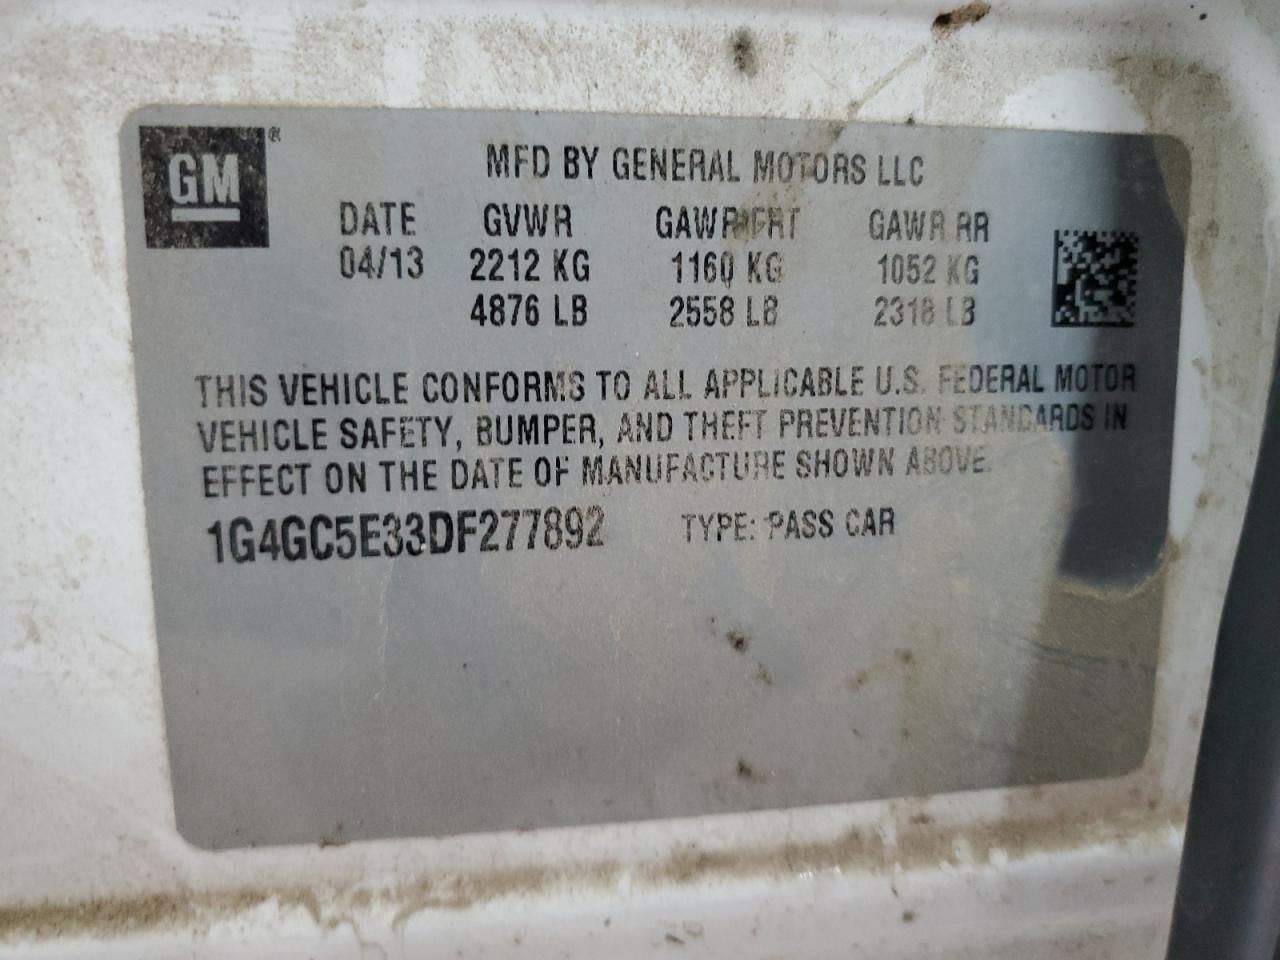 GM®
MFD BY GENERAL MOTORS LLC
DATE GVWR GAWR FRT GAWR RR
04/13 2212 KG 1160 KG 1052 KG
4876 LB 2558 LB 2318 LB
THIS VEHICLE CONFORMS TO ALL APPLICABLE U.S. FEDERAL MOTOR
VEHICLE SAFETY, BUMPER, AND THEFT PREVENTION STANDARDS IN
EFFECT ON THE DATE OF MANUFACTURE SHOWN ABOVE.
1G4GC5E33DF277892 TYPE: PASS CAR